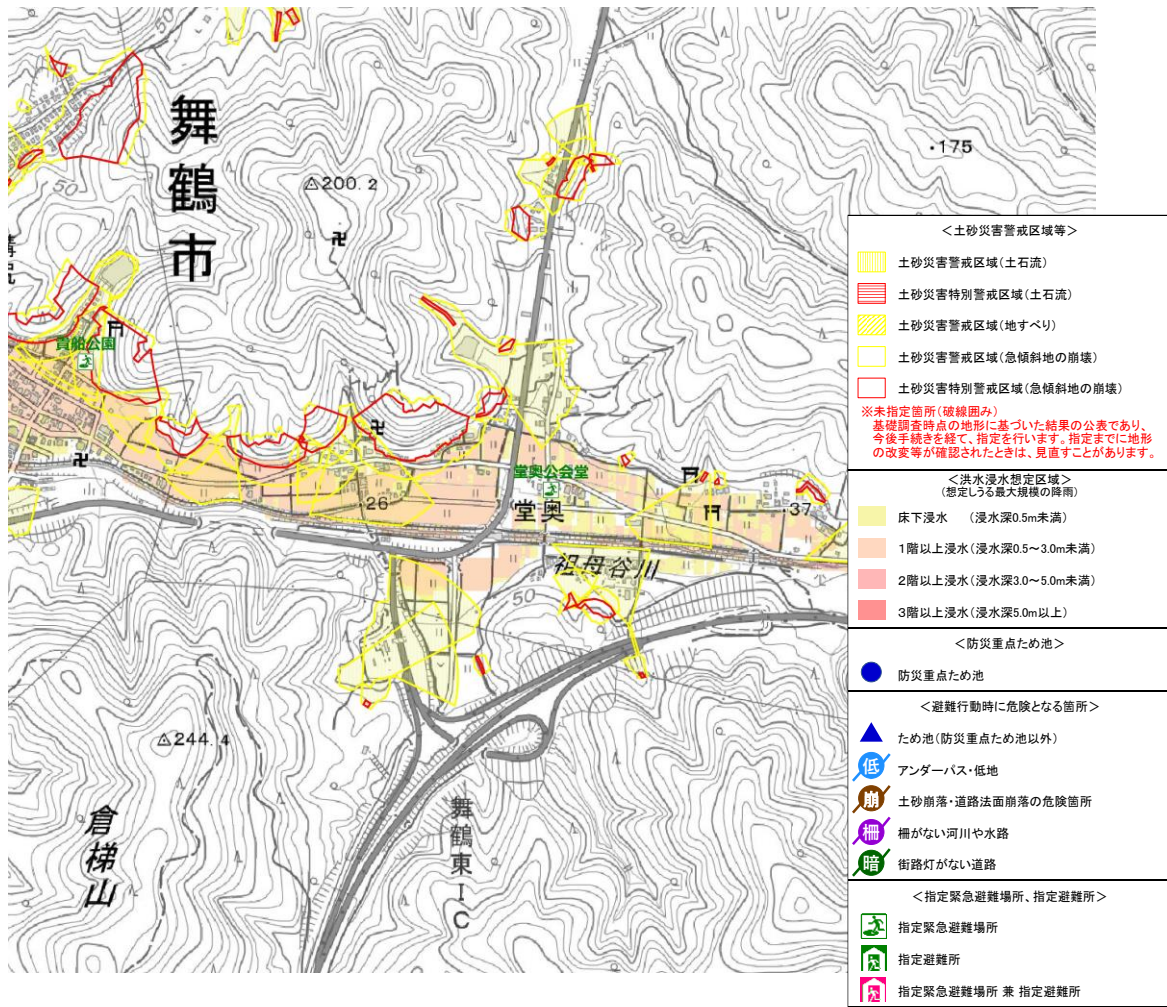 舞鶴市
50
△200.2
・175
50
溝尻
貴船公園
・26
堂奥公会堂
堂奥
・37
祖母谷川
50
△244.4
倉梯山
舞鶴東IC
＜土砂災害警戒区域等＞
土砂災害警戒区域(土石流)
土砂災害特別警戒区域(土石流)
土砂災害警戒区域(地すべり)
土砂災害警戒区域(急傾斜地の崩壊)
土砂災害特別警戒区域(急傾斜地の崩壊)
※未指定箇所(破線囲み)
基礎調査時点の地形に基づいた結果の公表であり、
今後手続きを経て、指定を行います。指定までに地形
の改変等が確認されたときは、見直すことがあります。
＜洪水浸水想定区域＞
(想定しうる最大規模の降雨)
床下浸水　(浸水深0.5m未満)
1階以上浸水(浸水深0.5～3.0m未満)
2階以上浸水(浸水深3.0～5.0m未満)
3階以上浸水(浸水深5.0m以上)
＜防災重点ため池＞
防災重点ため池
＜避難行動時に危険となる箇所＞
ため池(防災重点ため池以外)
低 アンダーパス・低地
崩 土砂崩落・道路法面崩落の危険箇所
柵 柵がない河川や水路
暗 街路灯がない道路
＜指定緊急避難場所、指定避難所＞
指定緊急避難場所
指定避難所
指定緊急避難場所 兼 指定避難所